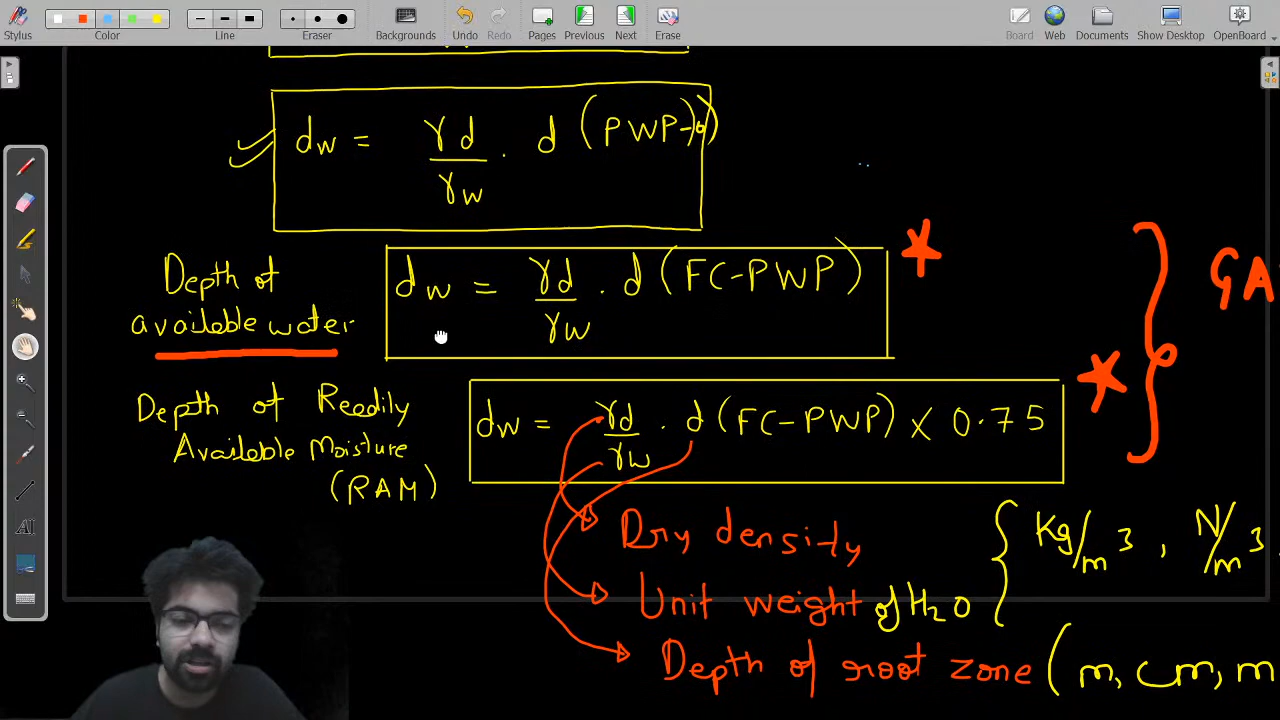 Stylus Color Line Eraser Backgrounds Undo Redo Pages Previous Next Erase Board Web Documents Show Desktop OpenBoard
dw = γd/γw . d (PWP-0)
Depth of
available water
dw = γd/γw . d (FC-PWP)
GA
Depth of Readily
Available Moisture
(RAM)
dw = γd/γw . d (FC-PWP) x 0.75
Dry density
Kg/m3, N/m3
Unit weight of H2O
Depth of root zone (m, cm, m
AI